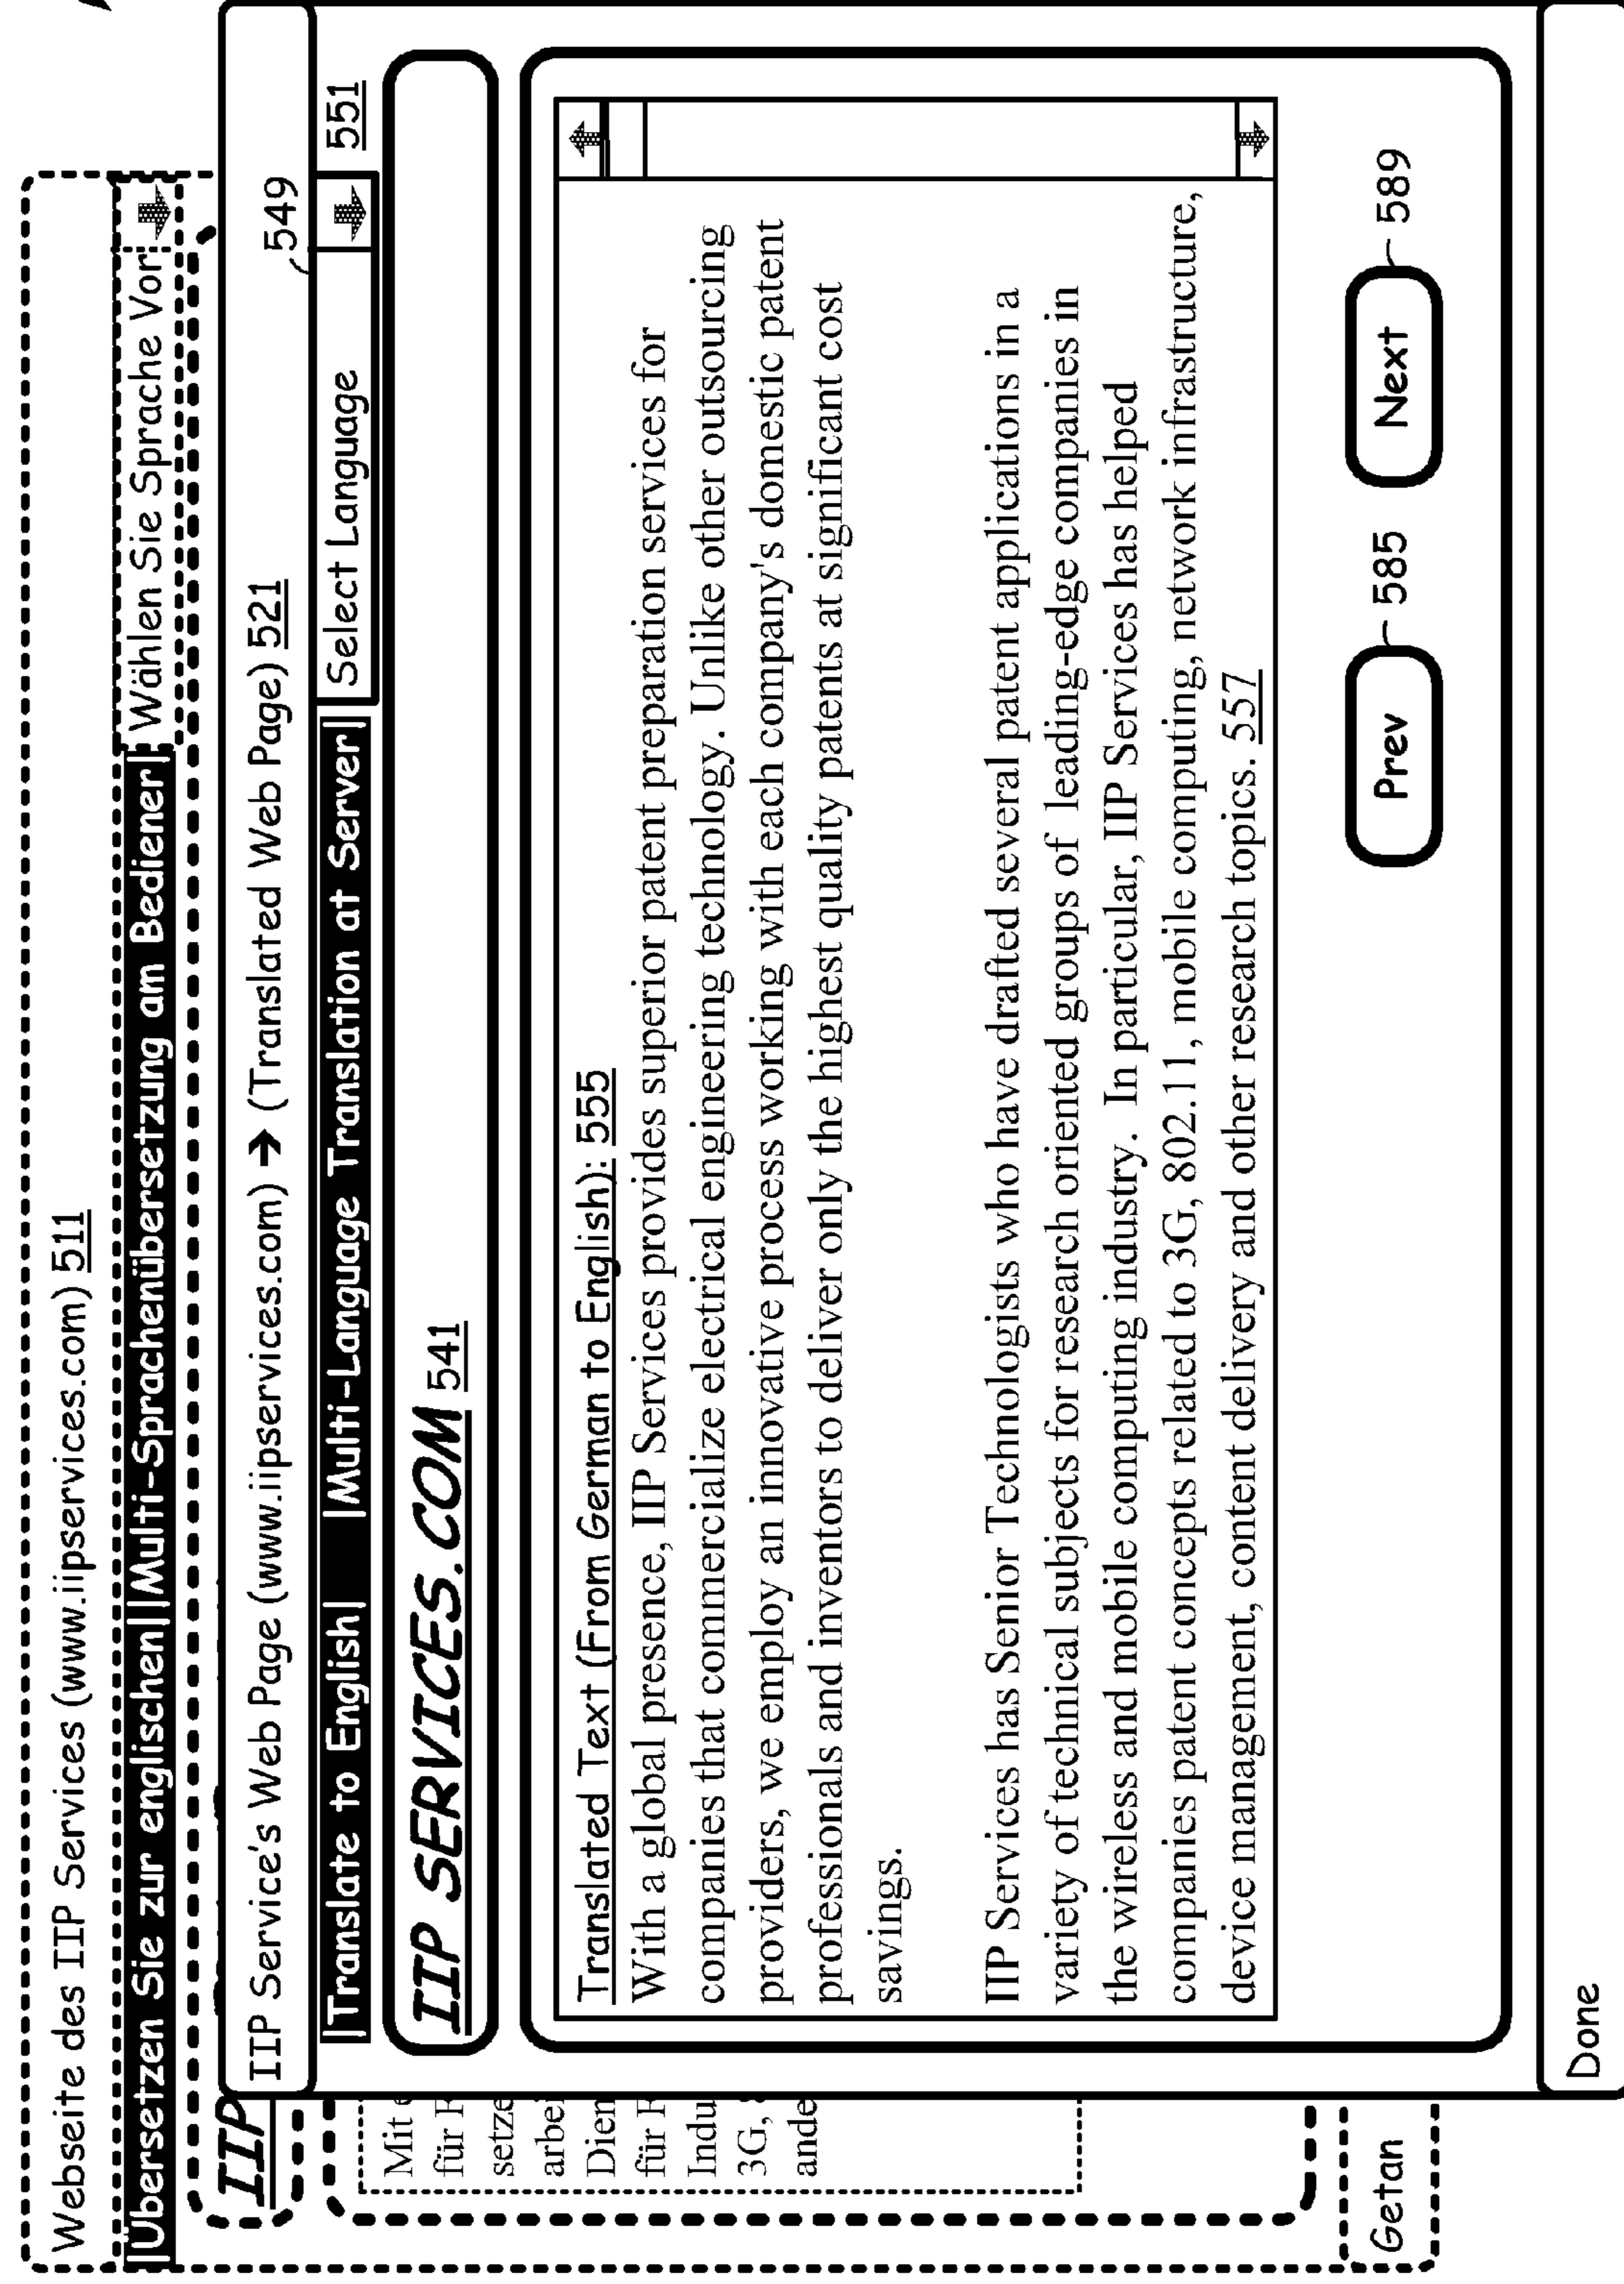 Webseite des IIP Services (www.iipservices.com) 511
|Übersetzen Sie zur englischen| |Multi-Sprachenübersetzung am Bediener| Wählen Sie Sprache Vor
IIP
IIP Service's Web Page (www.iipservices.com) → (Translated Web Page) 521
549
|Translate to English| |Multi-Language Translation at Server| Select Language 551
IIP SERVICES.COM 541
Translated Text (From German to English): 555
With a global presence, IIP Services provides superior patent preparation services for
companies that commercialize electrical engineering technology. Unlike other outsourcing
providers, we employ an innovative process working with each company's domestic patent
professionals and inventors to deliver only the highest quality patents at significant cost
savings.
IIP Services has Senior Technologists who have drafted several patent applications in a
variety of technical subjects for research oriented groups of leading-edge companies in
the wireless and mobile computing industry. In particular, IIP Services has helped
companies patent concepts related to 3G, 802.11, mobile computing, network infrastructure,
device management, content delivery and other research topics. 557
Prev 585 Next 589
Done
Mit
für F
setze
arbei
Dien
für F
Indu
3G,
ande
Getan